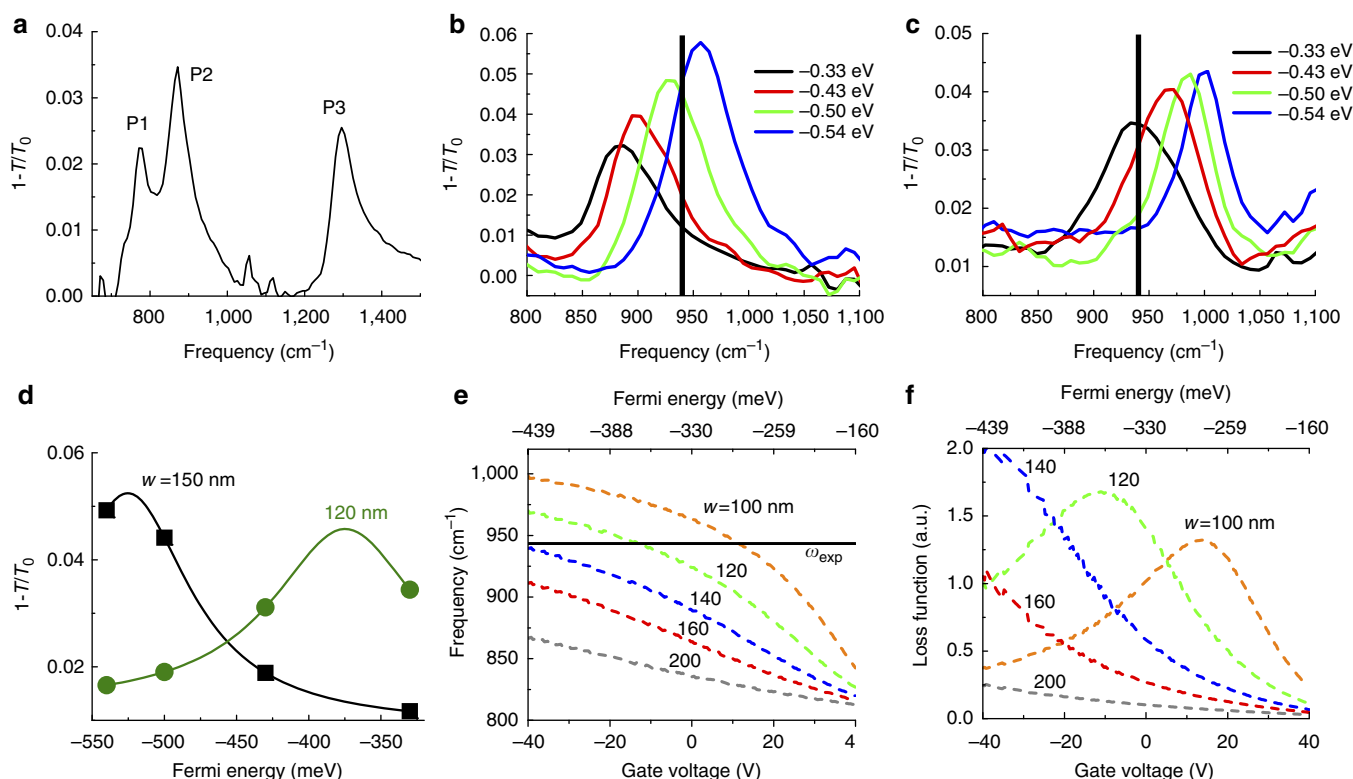 a
0.04
0.03
0.02
0.01
0.00
1-T/T0
P1
P2
P3
800
1,000
1,200
1,400
Frequency (cm−1)
b
0.06
0.05
0.04
0.03
0.02
0.01
0.00
1-T/T0
−0.33 eV
−0.43 eV
−0.50 eV
−0.54 eV
800
850
900
950
1,000
1,050
1,100
Frequency (cm−1)
c
0.05
0.04
0.03
0.02
0.01
1-T/T0
−0.33 eV
−0.43 eV
−0.50 eV
−0.54 eV
800
850
900
950
1,000
1,050
1,100
Frequency (cm−1)
d
0.06
0.04
0.02
1-T/T0
w=150 nm
120 nm
−550
−500
−450
−400
−350
Fermi energy (meV)
e
Fermi energy (meV)
−439
−388
−330
−259
−160
1,000
950
900
850
800
Frequency (cm−1)
w=100 nm
ωexp
120
140
160
200
−40
−20
0
20
4
Gate voltage (V)
f
Fermi energy (meV)
−439
−388
−330
−259
−160
2.0
1.5
1.0
0.5
0.0
Loss function (a.u.)
140
120
w=100 nm
160
200
−40
−20
0
20
40
Gate voltage (V)